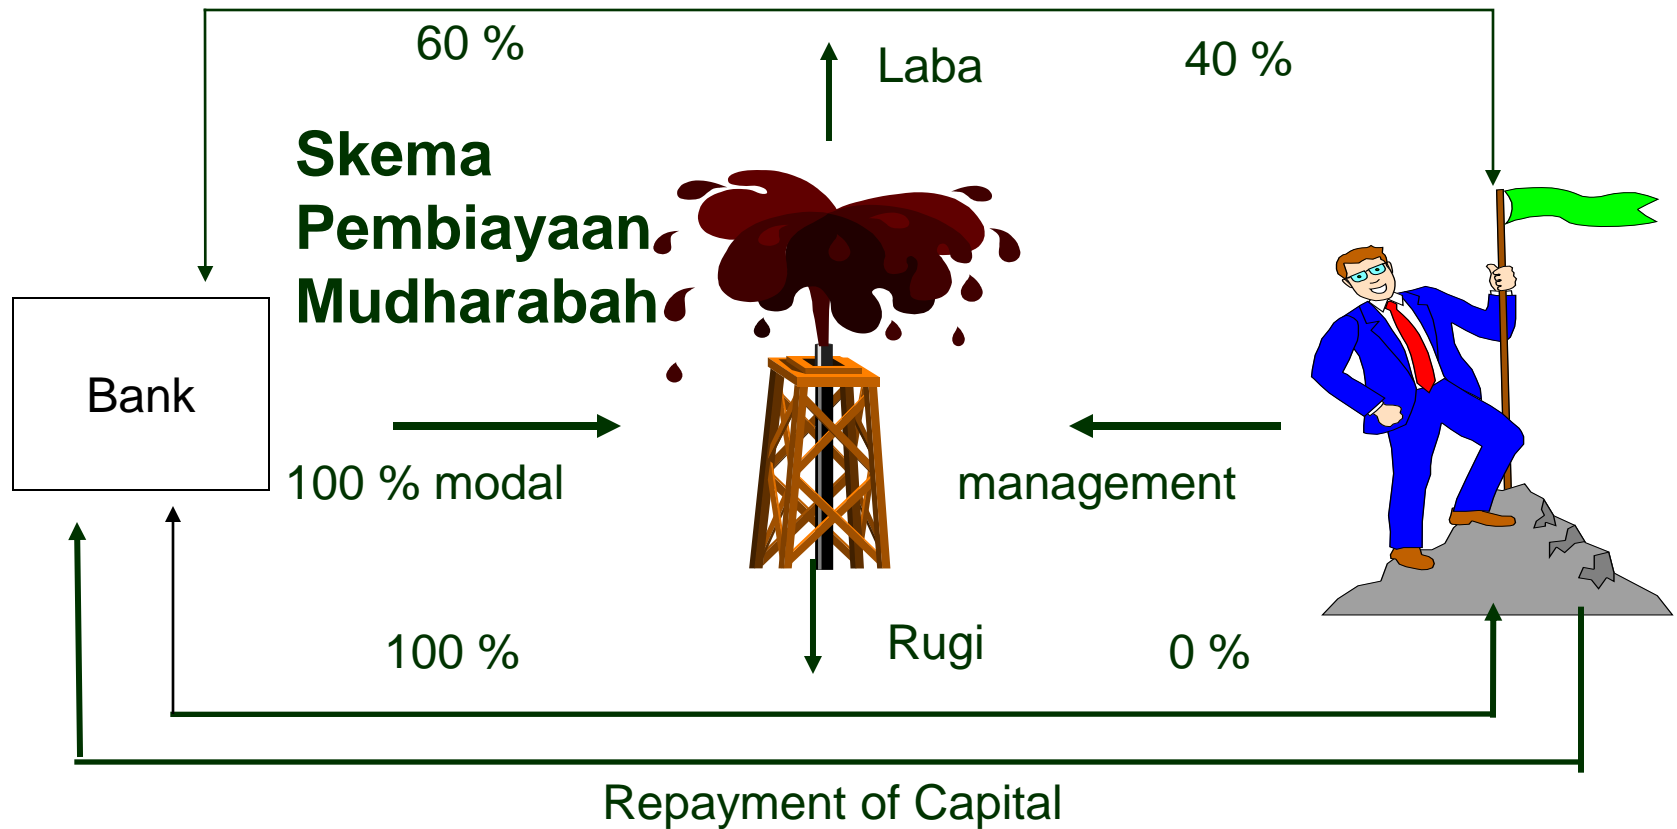 60 %
Laba
40 %
Skema
Pembiayaan
Mudharabah
Bank
100 % modal
management
100 %
Rugi
0 %
Repayment of Capital